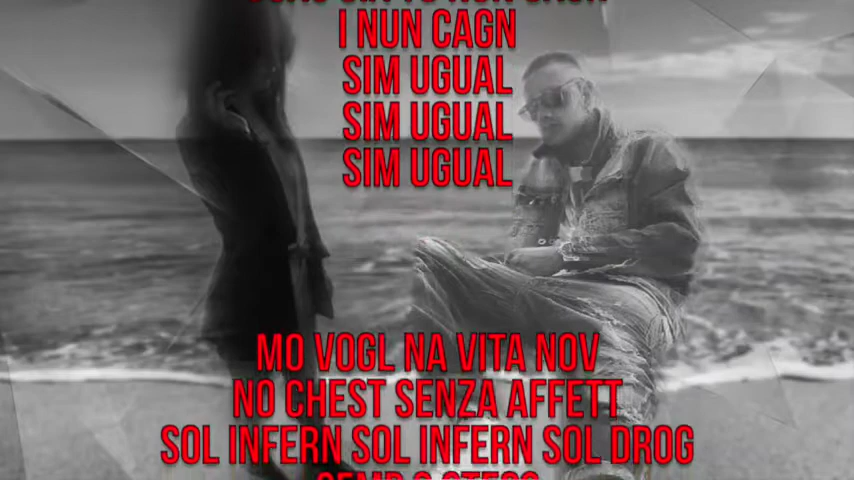 I NUN CAGN
SIM UGUAL
SIM UGUAL
SIM UGUAL
MO VOGL NA VITA NOV
NO CHEST SENZA AFFETT
SOL INFERN SOL INFERN SOL DROG